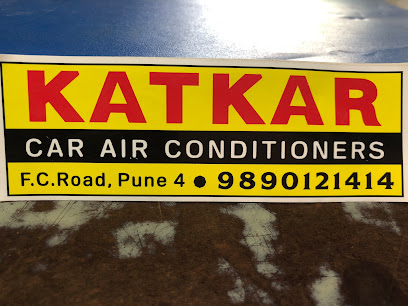 KATKAR
CAR AIR CONDITIONERS
F.C.Road, Pune 4 ● 9890121414